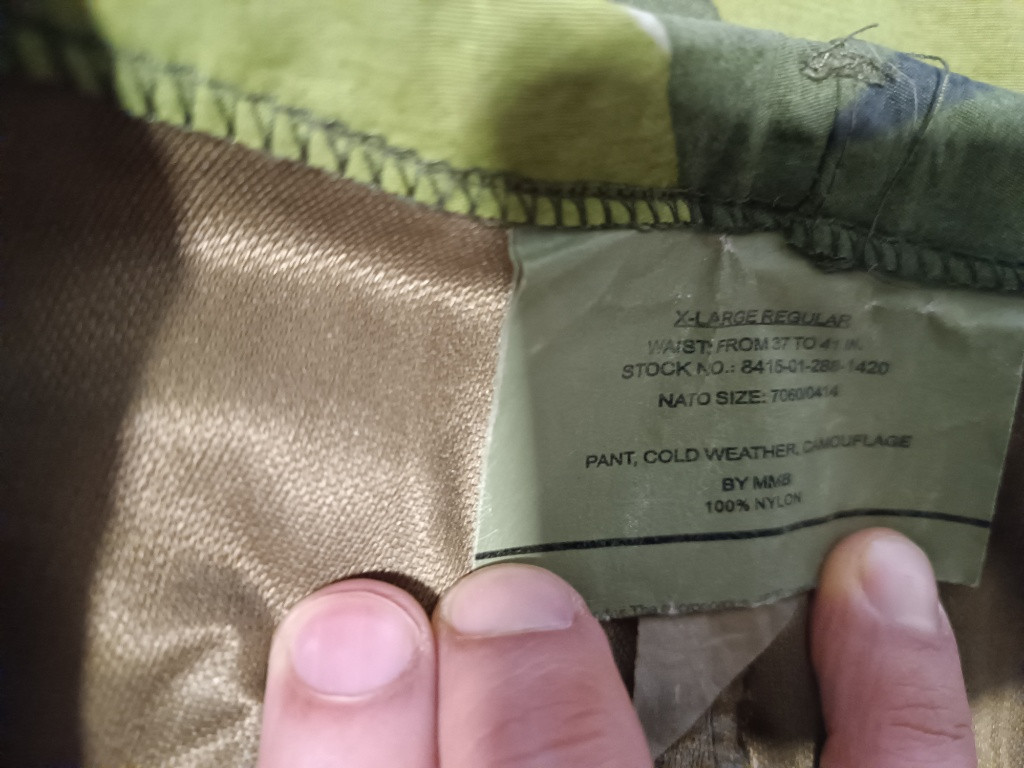 X-LARGE REGULAR
WAIST: FROM 37 TO 41 IN.
STOCK NO.: 8415-01-288-1420
NATO SIZE: 7060/0414
PANT, COLD WEATHER, CAMOUFLAGE
BY MMB
100% NYLON